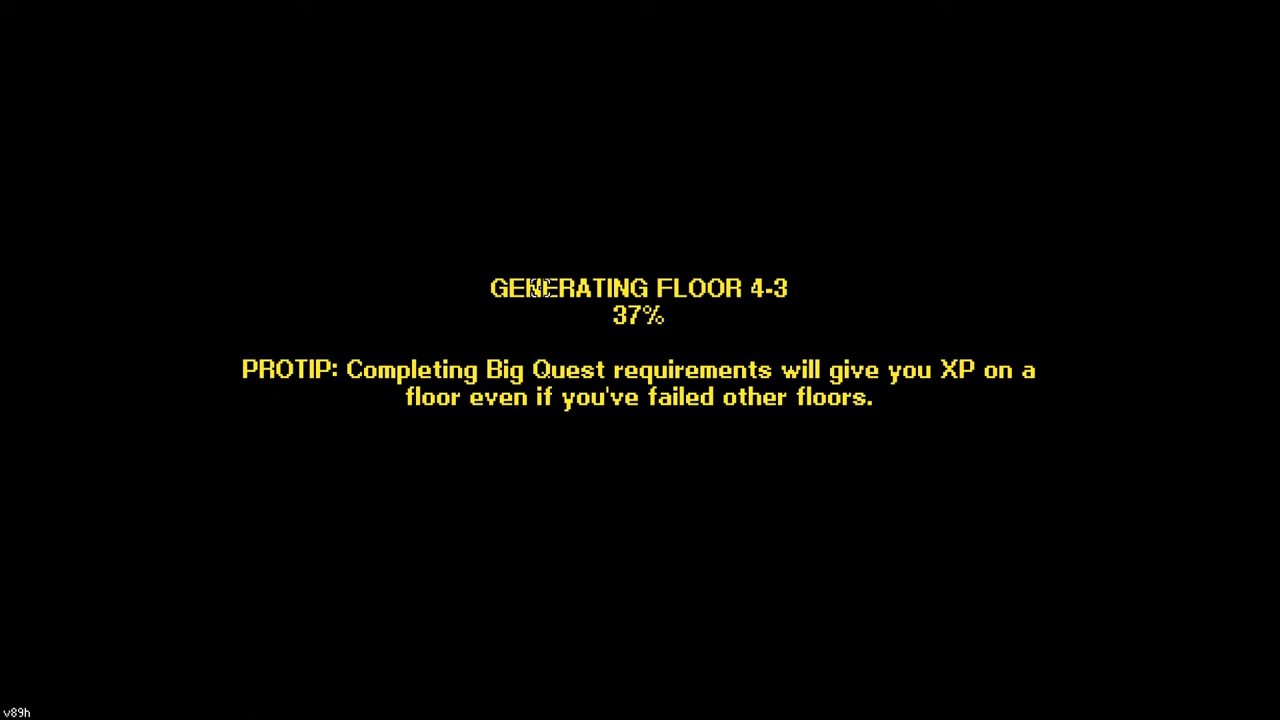 GENERATING FLOOR 4-3
37%
PROTIP: Completing Big Quest requirements will give you XP on a
floor even if you've failed other floors.
v89h